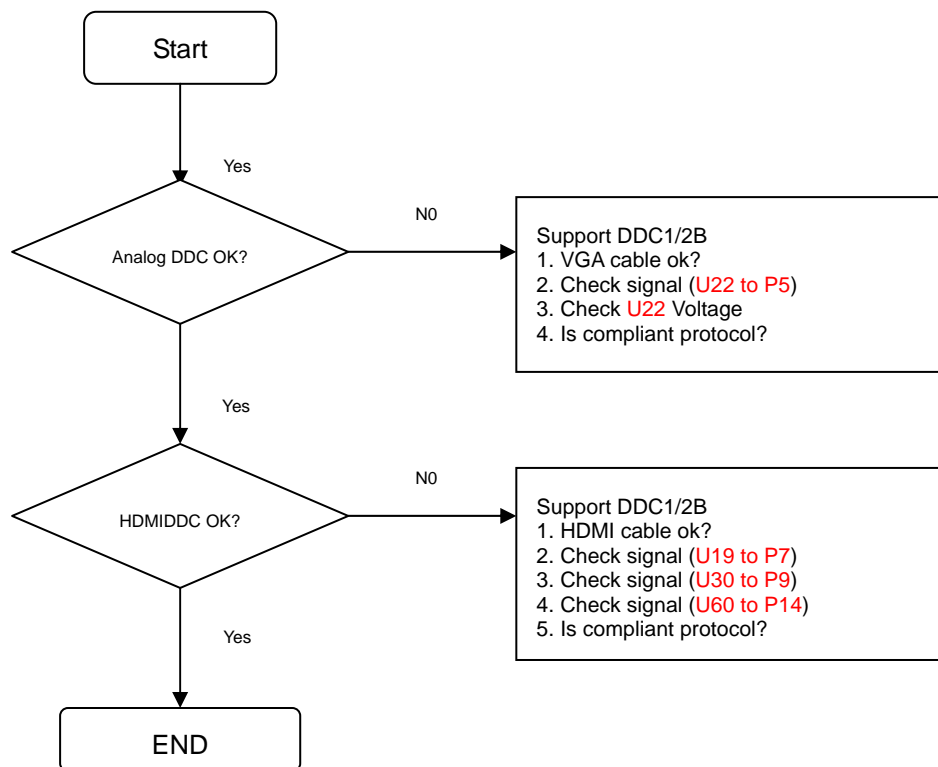 Start
Yes
Analog DDC OK?
N0
Support DDC1/2B
1. VGA cable ok?
2. Check signal (U22 to P5)
3. Check U22 Voltage
4. Is compliant protocol?
Yes
HDMIDDC OK?
N0
Support DDC1/2B
1. HDMI cable ok?
2. Check signal (U19 to P7)
3. Check signal (U30 to P9)
4. Check signal (U60 to P14)
5. Is compliant protocol?
Yes
END